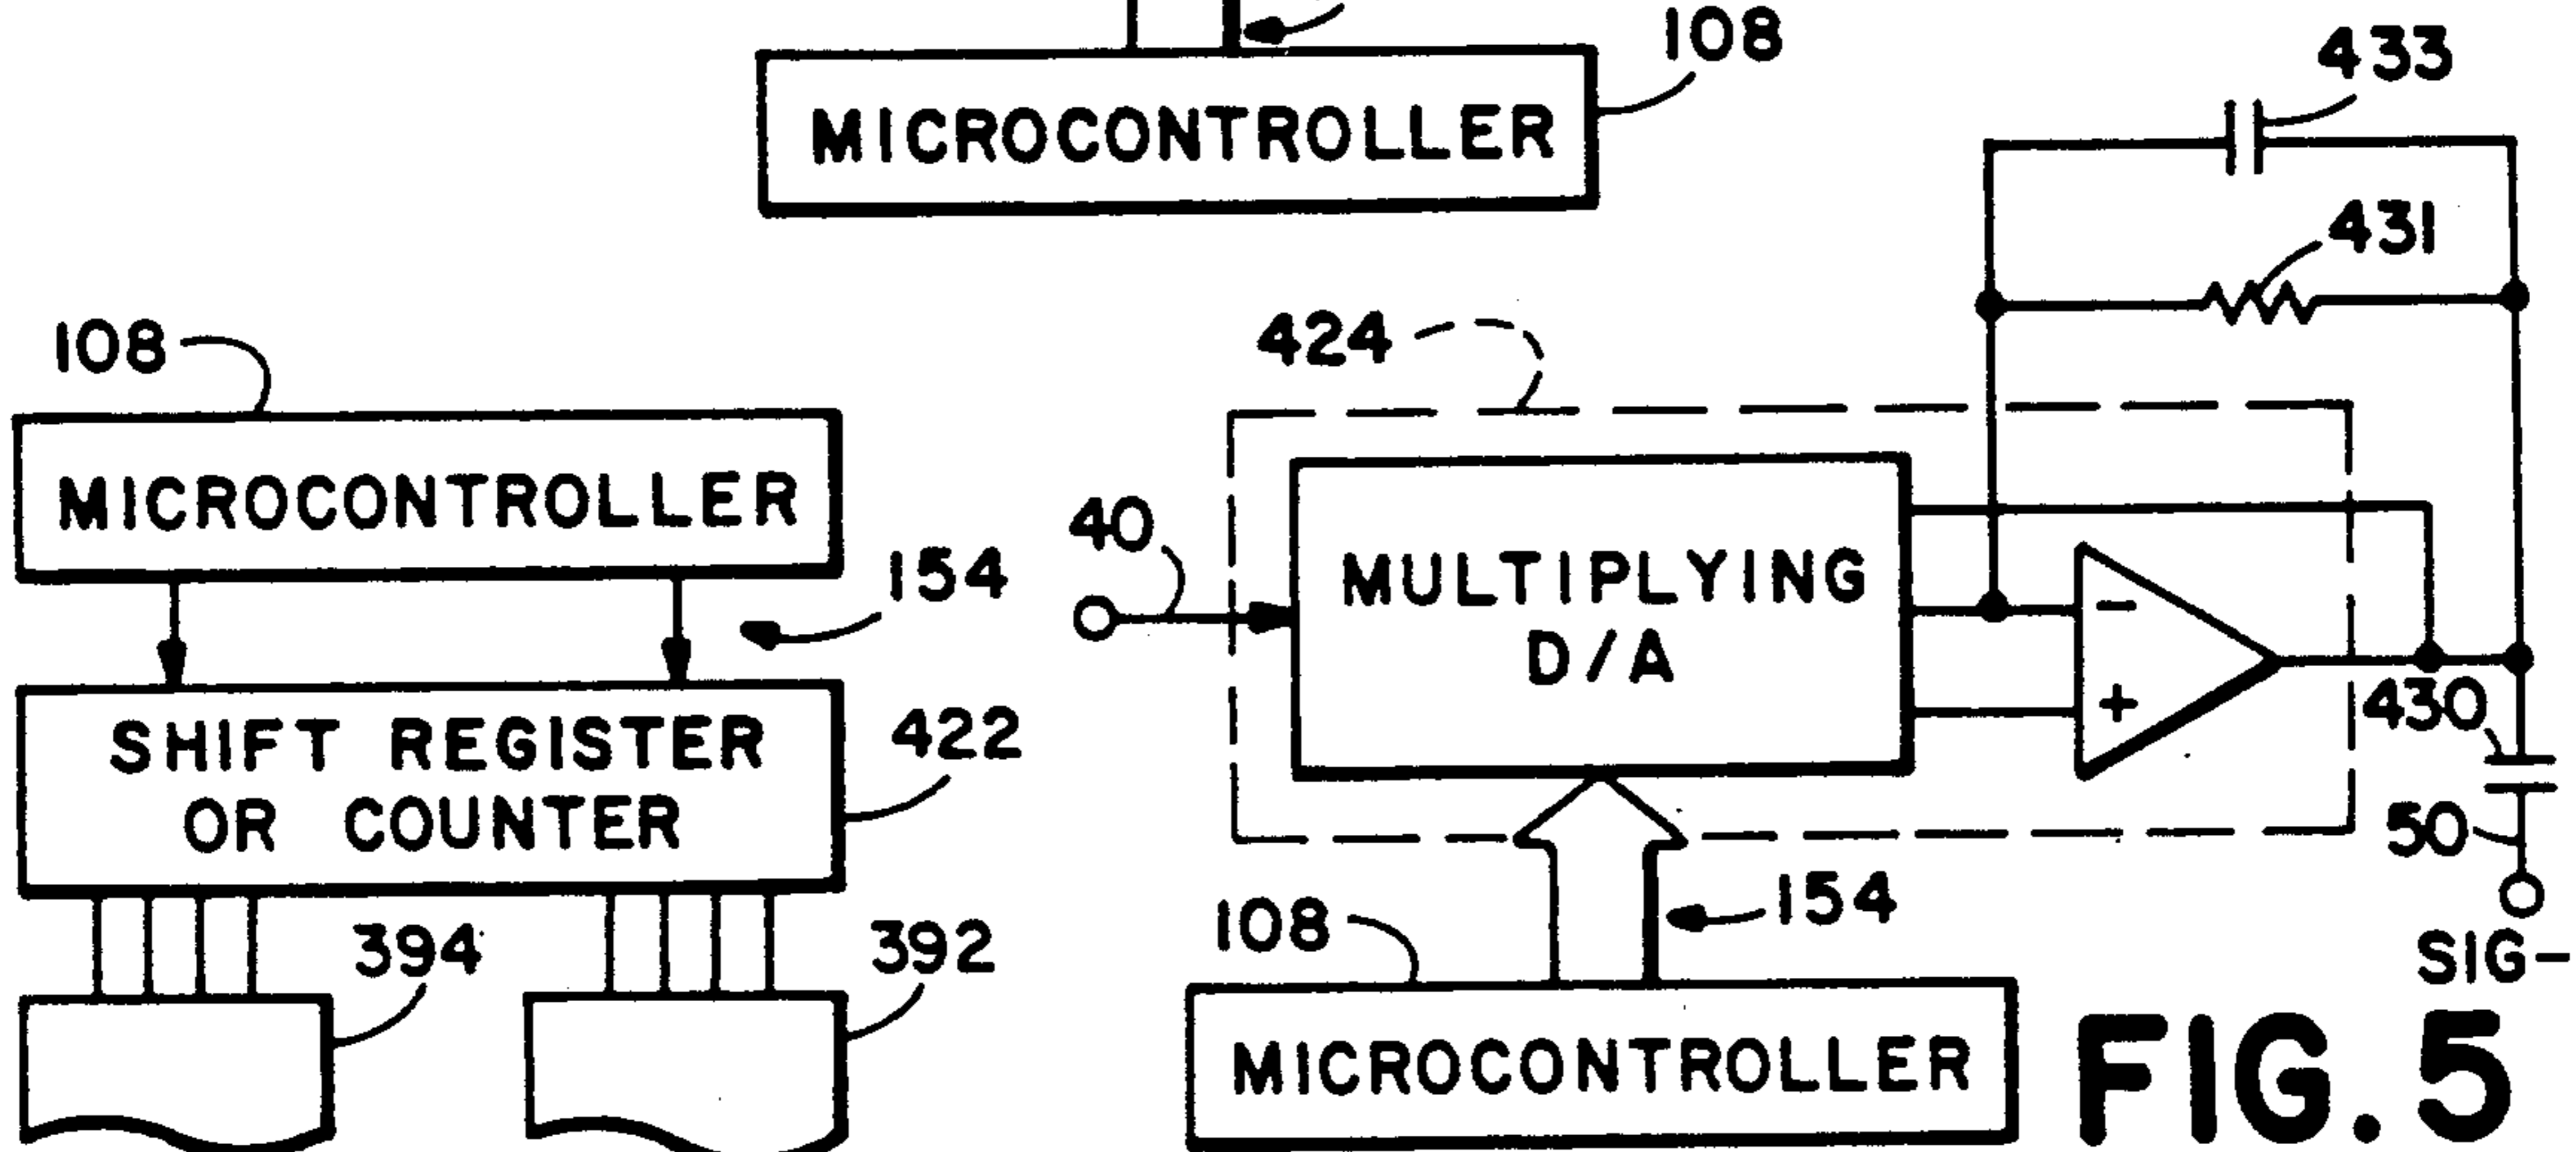 108
MICROCONTROLLER
433
431
424
108
MICROCONTROLLER
154
SHIFT REGISTER
OR COUNTER
422
394
392
40
MULTIPLYING
D/A
-
+
430
50
SIG-
154
108
MICROCONTROLLER
FIG. 5